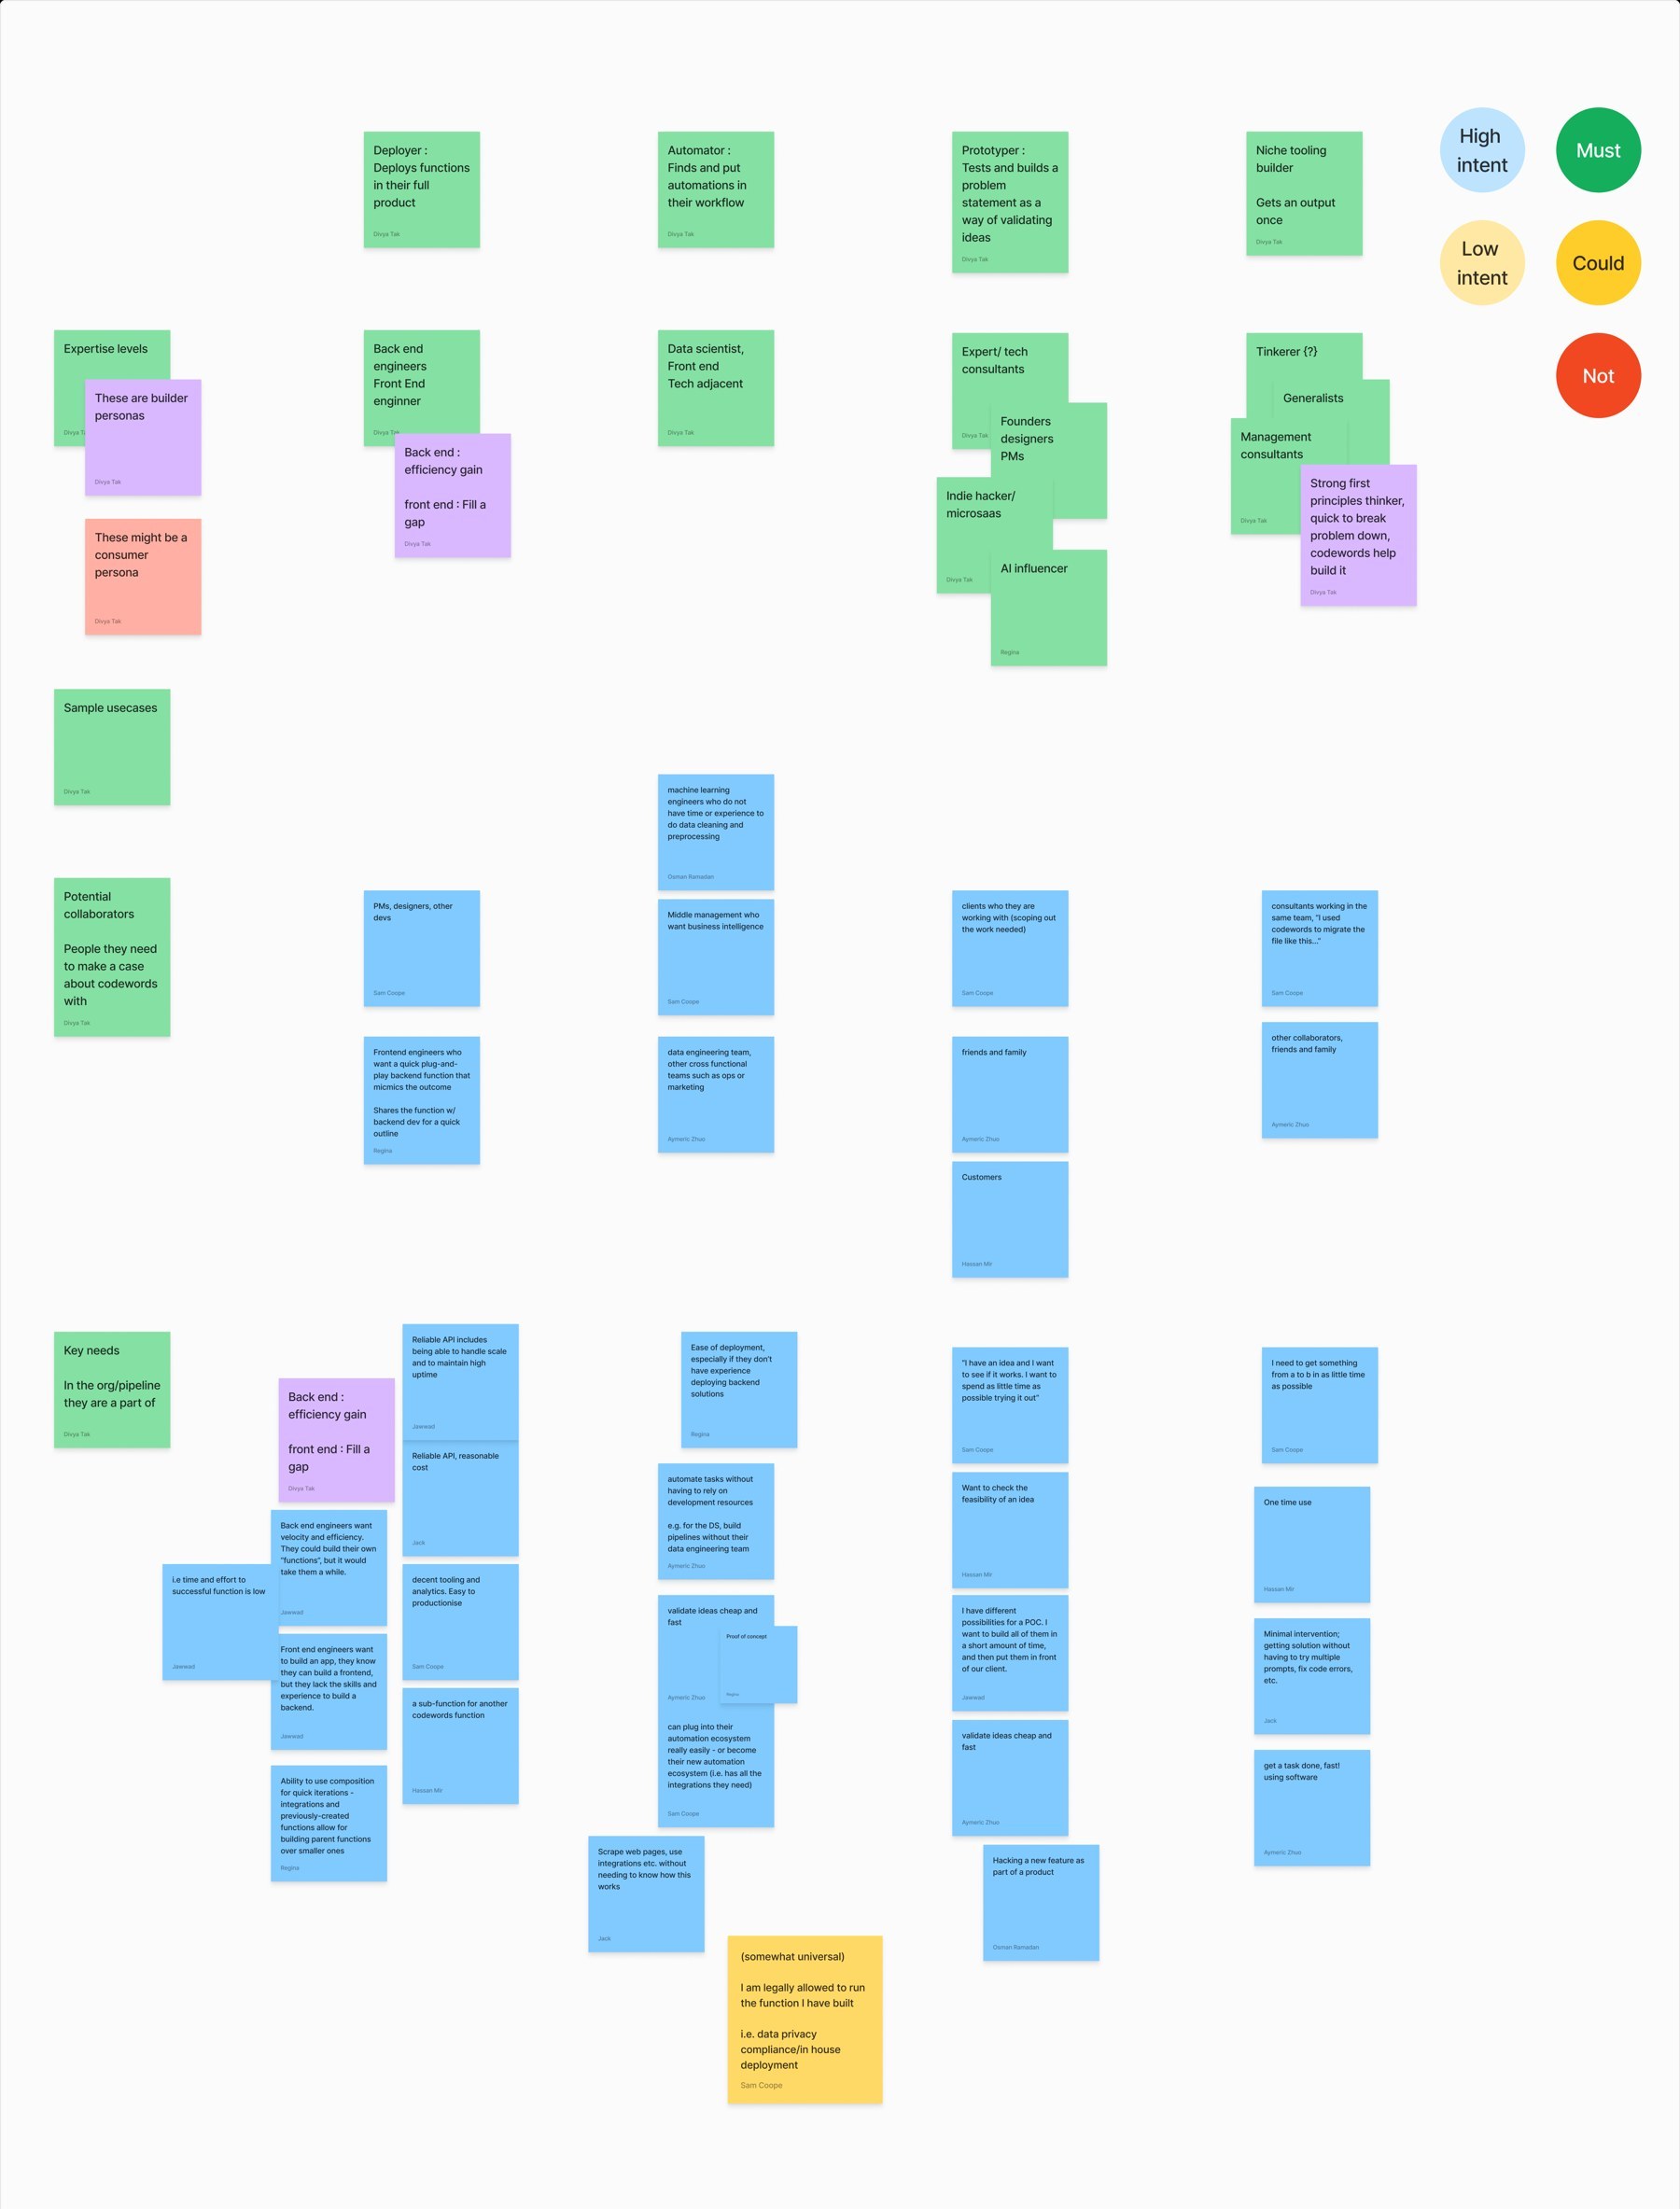 Deployer :
Deploys functions
in their full
product
Divya Tak
Automator :
Finds and put
automations in
their workflow
Divya Tak
Prototyper :
Tests and builds a
problem
statement as a
way of validating
ideas
Divya Tak
Niche tooling
builder
Gets an output
once
Divya Tak
High
intent
Must
Low
intent
Could
Not
Expertise levels
Divya Ta
These are builder
personas
Divya Tak
These might be a
consumer
persona
Divya Tak
Back end
engineers
Front End
enginner
Divya Tak
Back end :
efficiency gain
front end : Fill a
gap
Divya Tak
Data scientist,
Front end
Tech adjacent
Divya Tak
Expert/ tech
consultants
Divya Tak
Founders
designers
PMs
Indie hacker/
microsaas
Divya Tak
AI influencer
Regina
Tinkerer {?}
Generalists
Management
consultants
Divya Tak
Strong first
principles thinker,
quick to break
problem down,
codewords help
build it
Divya Tak
Sample usecases
Divya Tak
Potential
collaborators
People they need
to make a case
about codewords
with
Divya Tak
PMs, designers, other
devs
Sam Coope
Frontend engineers who
want a quick plug-and-
play backend function that
micmics the outcome
Shares the function w/
backend dev for a quick
outline
Regina
machine learning
engineers who do not
have time or experience to
do data cleaning and
preprocessing
Osman Ramadan
Middle management who
want business intelligence
Sam Coope
data engineering team,
other cross functional
teams such as ops or
marketing
Aymeric Zhuo
clients who they are
working with (scoping out
the work needed)
Sam Coope
friends and family
Aymeric Zhuo
Customers
Hassan Mir
consultants working in the
same team, "I used
codewords to migrate the
file like this..."
Sam Coope
other collaborators,
friends and family
Aymeric Zhuo
Key needs
In the org/pipeline
they are a part of
Divya Tak
Back end :
efficiency gain
front end : Fill a
gap
Divya Tak
Back end engineers want
velocity and efficiency.
They could build their own
"functions", but it would
take them a while.
Jawwad
i.e time and effort to
successful function is low
Jawwad
Front end engineers want
to build an app, they know
they can build a frontend,
but they lack the skills and
experience to build a
backend.
Jawwad
Ability to use composition
for quick iterations -
integrations and
previously-created
functions allow for
building parent functions
over smaller ones
Regina
Reliable API includes
being able to handle scale
and to maintain high
uptime
Jawwad
Reliable API, reasonable
cost
Jack
decent tooling and
analytics. Easy to
productionise
Sam Coope
a sub-function for another
codewords function
Hassan Mir
Ease of deployment,
especially if they don't
have experience
deploying backend
solutions
Regina
automate tasks without
having to rely on
development resources
e.g. for the DS, build
pipelines without their
data engineering team
Aymeric Zhuo
validate ideas cheap and
fast
Aymeric Zhuo
Proof of concept
Regina
can plug into their
automation ecosystem
really easily - or become
their new automation
ecosystem (i.e. has all the
integrations they need)
Sam Coope
Scrape web pages, use
integrations etc. without
needing to know how this
works
Jack
(somewhat universal)
I am legally allowed to run
the function I have built
i.e. data privacy
compliance/in house
deployment
Sam Coope
"I have an idea and I want
to see if it works. I want to
spend as little time as
possible trying it out"
Sam Coope
Want to check the
feasibility of an idea
Hassan Mir
I have different
possibilities for a POC. I
want to build all of them in
a short amount of time,
and then put them in front
of our client.
Jawwad
validate ideas cheap and
fast
Aymeric Zhuo
Hacking a new feature as
part of a product
Osman Ramadan
I need to get something
from a to b in as little time
as possible
Sam Coope
One time use
Hassan Mir
Minimal intervention;
getting solution without
having to try multiple
prompts, fix code errors,
etc.
Jack
get a task done, fast!
using software
Aymeric Zhuo